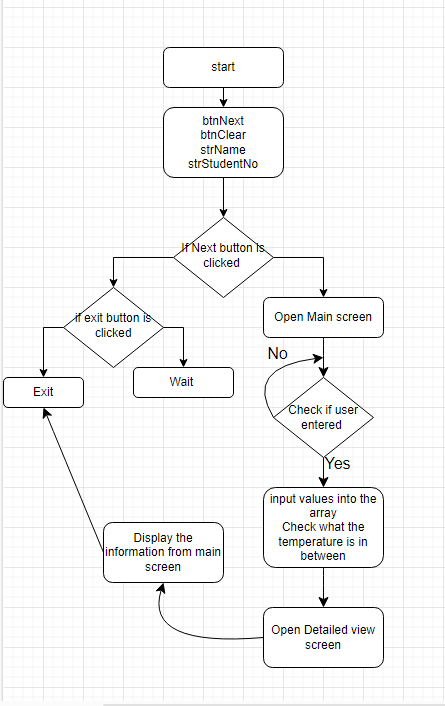 start
btnNext
btnClear
strName
strStudentNo
If Next button is
clicked
if exit button is
clicked
Open Main screen
No
Wait
Exit
Check if user
entered
Yes
input values into the
array
Check what the
temperature is in
between
Display the
information from main
screen
Open Detailed view
screen